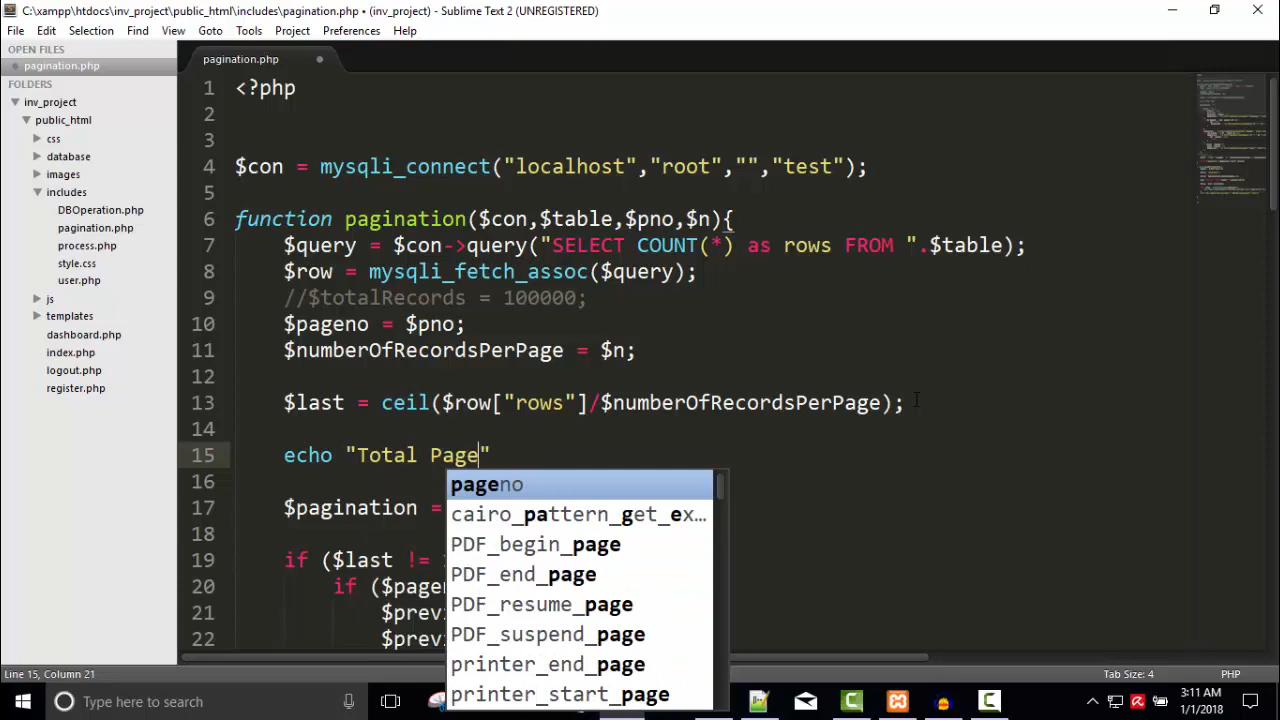 C:\xampp\htdocs\inv_project\public_html\includes\pagination.php • (inv_project) - Sublime Text 2 (UNREGISTERED)
File Edit Selection Find View Goto Tools Project Preferences Help
OPEN FILES
pagination.php
FOLDERS
inv_project
public_html
css
database
images
includes
DBOperation.php
pagination.php
process.php
style.css
user.php
js
templates
dashboard.php
index.php
logout.php
register.php
pagination.php
1 <?php
2
3
4 $con = mysqli_connect("localhost","root","","test");
5
6 function pagination($con,$table,$pno,$n){
7 $query = $con->query("SELECT COUNT(*) as rows FROM ".$table);
8 $row = mysqli_fetch_assoc($query);
9 //$totalRecords = 100000;
10 $pageno = $pno;
11 $numberOfRecordsPerPage = $n;
12
13 $last = ceil($row["rows"]/$numberOfRecordsPerPage);
14
15 echo "Total Page"
16
17 $pagination =
18
19 if ($last !=
20 if ($pagen
21 $previ
22 $previ
pageno
cairo_pattern_get_ex…
PDF_begin_page
PDF_end_page
PDF_resume_page
PDF_suspend_page
printer_end_page
printer_start_page
Line 15, Column 21 Tab Size: 4 PHP
Type here to search
3:11 AM
1/1/2018